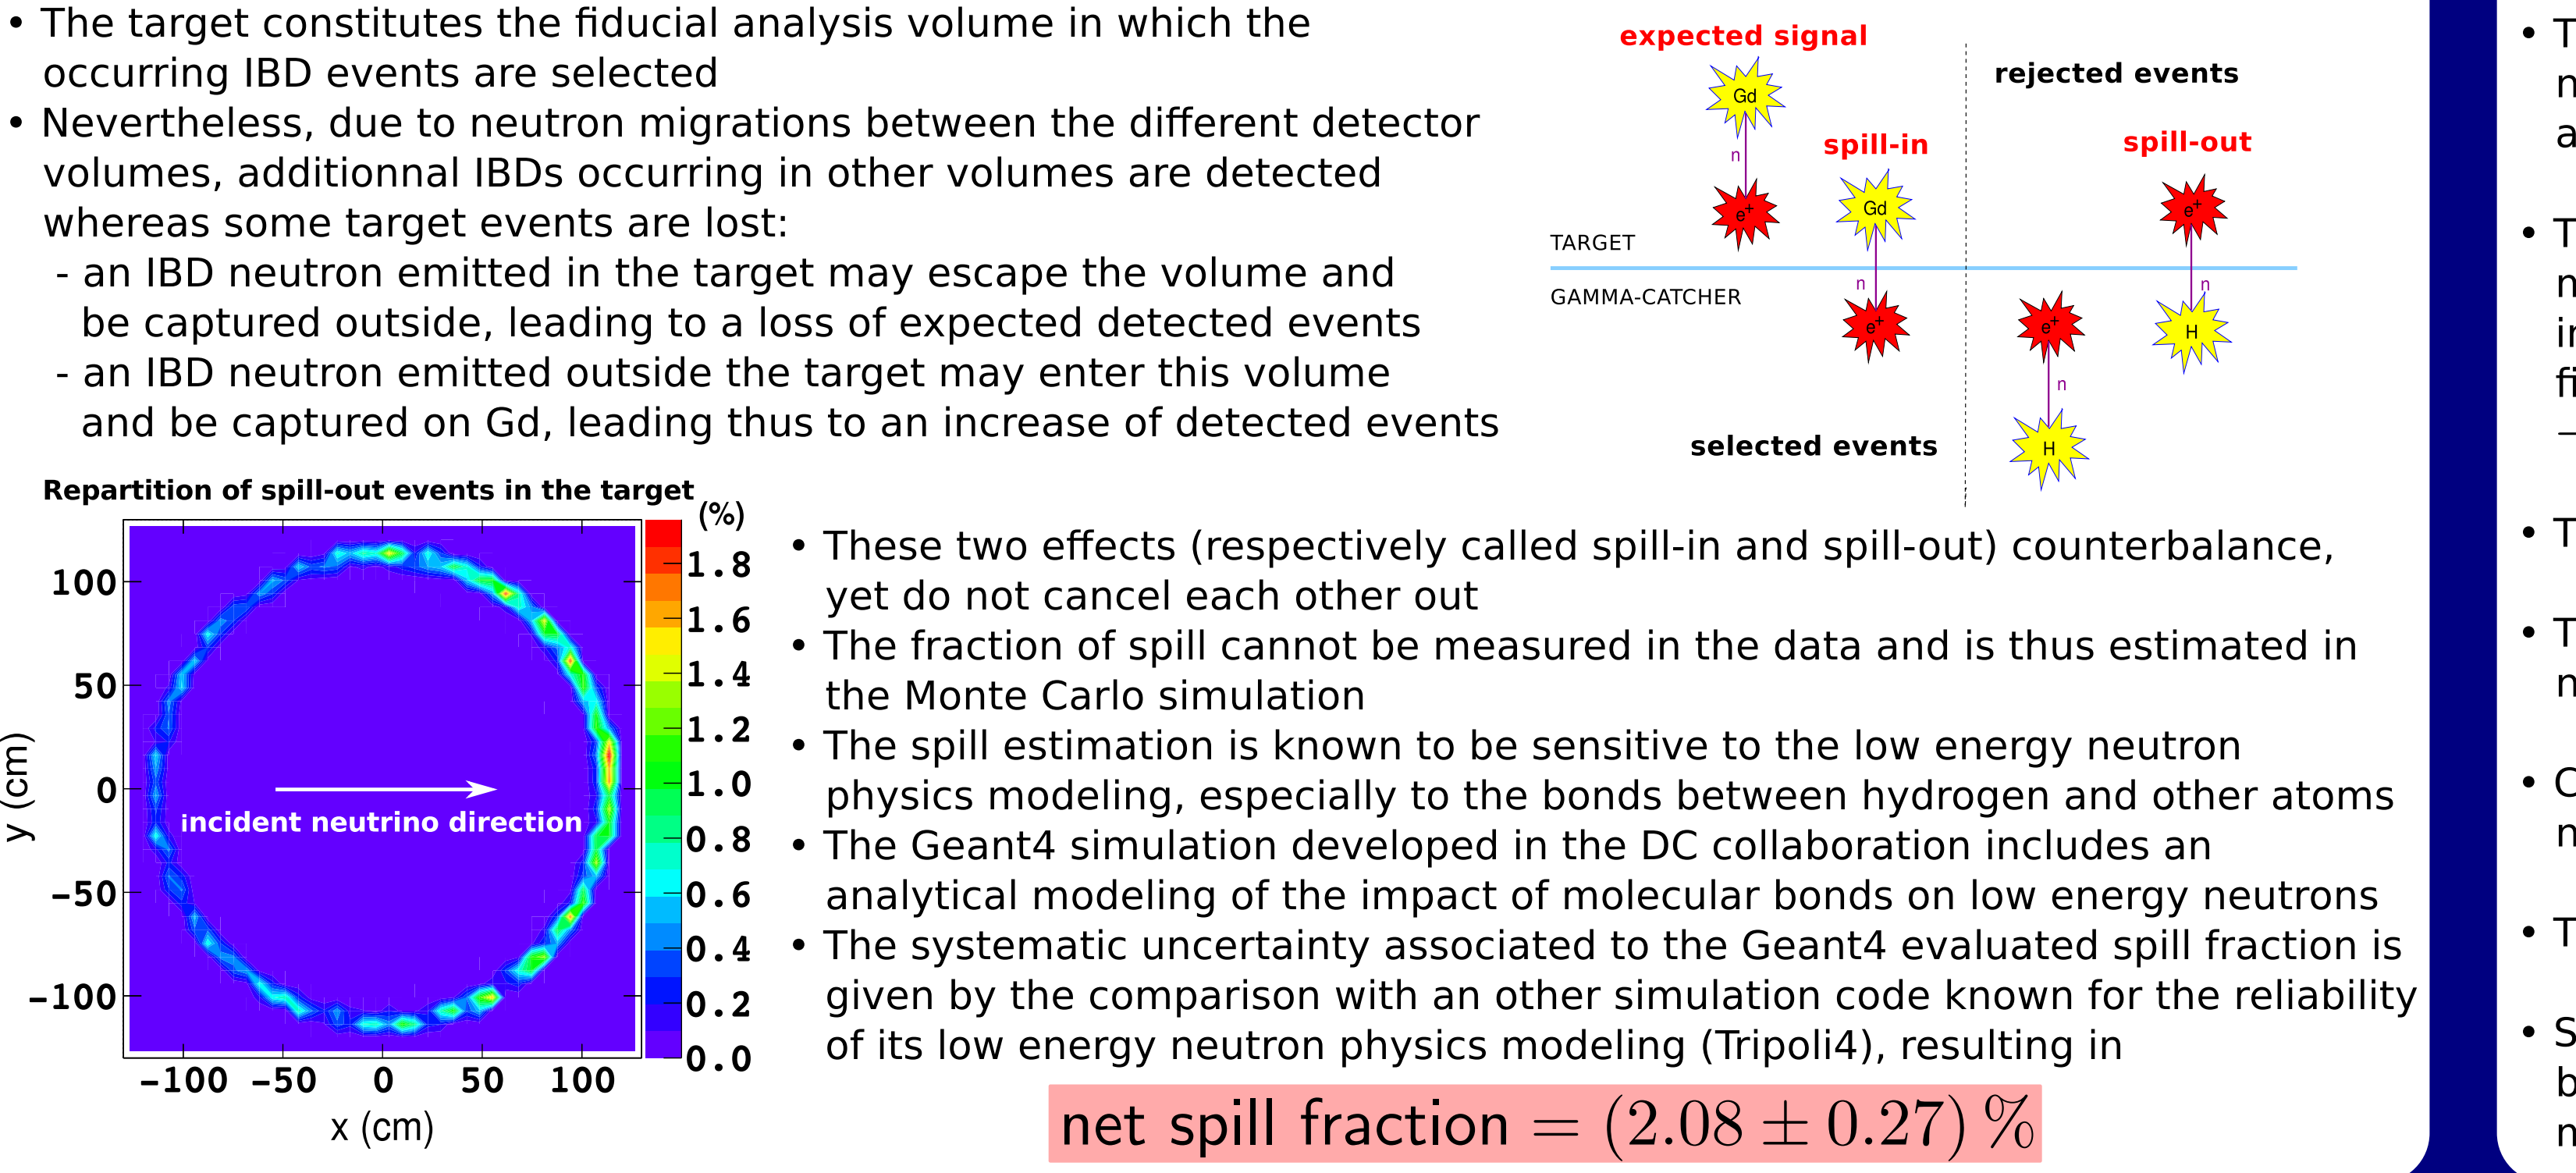 • The target constitutes the fiducial analysis volume in which the
occurring IBD events are selected
• Nevertheless, due to neutron migrations between the different detector
volumes, additionnal IBDs occurring in other volumes are detected
whereas some target events are lost:
- an IBD neutron emitted in the target may escape the volume and
be captured outside, leading to a loss of expected detected events
- an IBD neutron emitted outside the target may enter this volume
and be captured on Gd, leading thus to an increase of detected events
expected signal
rejected events
Gd
n
e+
spill-in
Gd
n
e+
spill-out
e+
n
H
TARGET
GAMMA-CATCHER
e+
n
H
selected events
Repartition of spill-out events in the target
(%)
1.8
1.6
1.4
1.2
1.0
0.8
0.6
0.4
0.2
0.0
100
50
0
−50
−100
y (cm)
incident neutrino direction
−100 −50 0 50 100
x (cm)
• These two effects (respectively called spill-in and spill-out) counterbalance,
yet do not cancel each other out
• The fraction of spill cannot be measured in the data and is thus estimated in
the Monte Carlo simulation
• The spill estimation is known to be sensitive to the low energy neutron
physics modeling, especially to the bonds between hydrogen and other atoms
• The Geant4 simulation developed in the DC collaboration includes an
analytical modeling of the impact of molecular bonds on low energy neutrons
• The systematic uncertainty associated to the Geant4 evaluated spill fraction is
given by the comparison with an other simulation code known for the reliability
of its low energy neutron physics modeling (Tripoli4), resulting in
net spill fraction = (2.08 ± 0.27) %